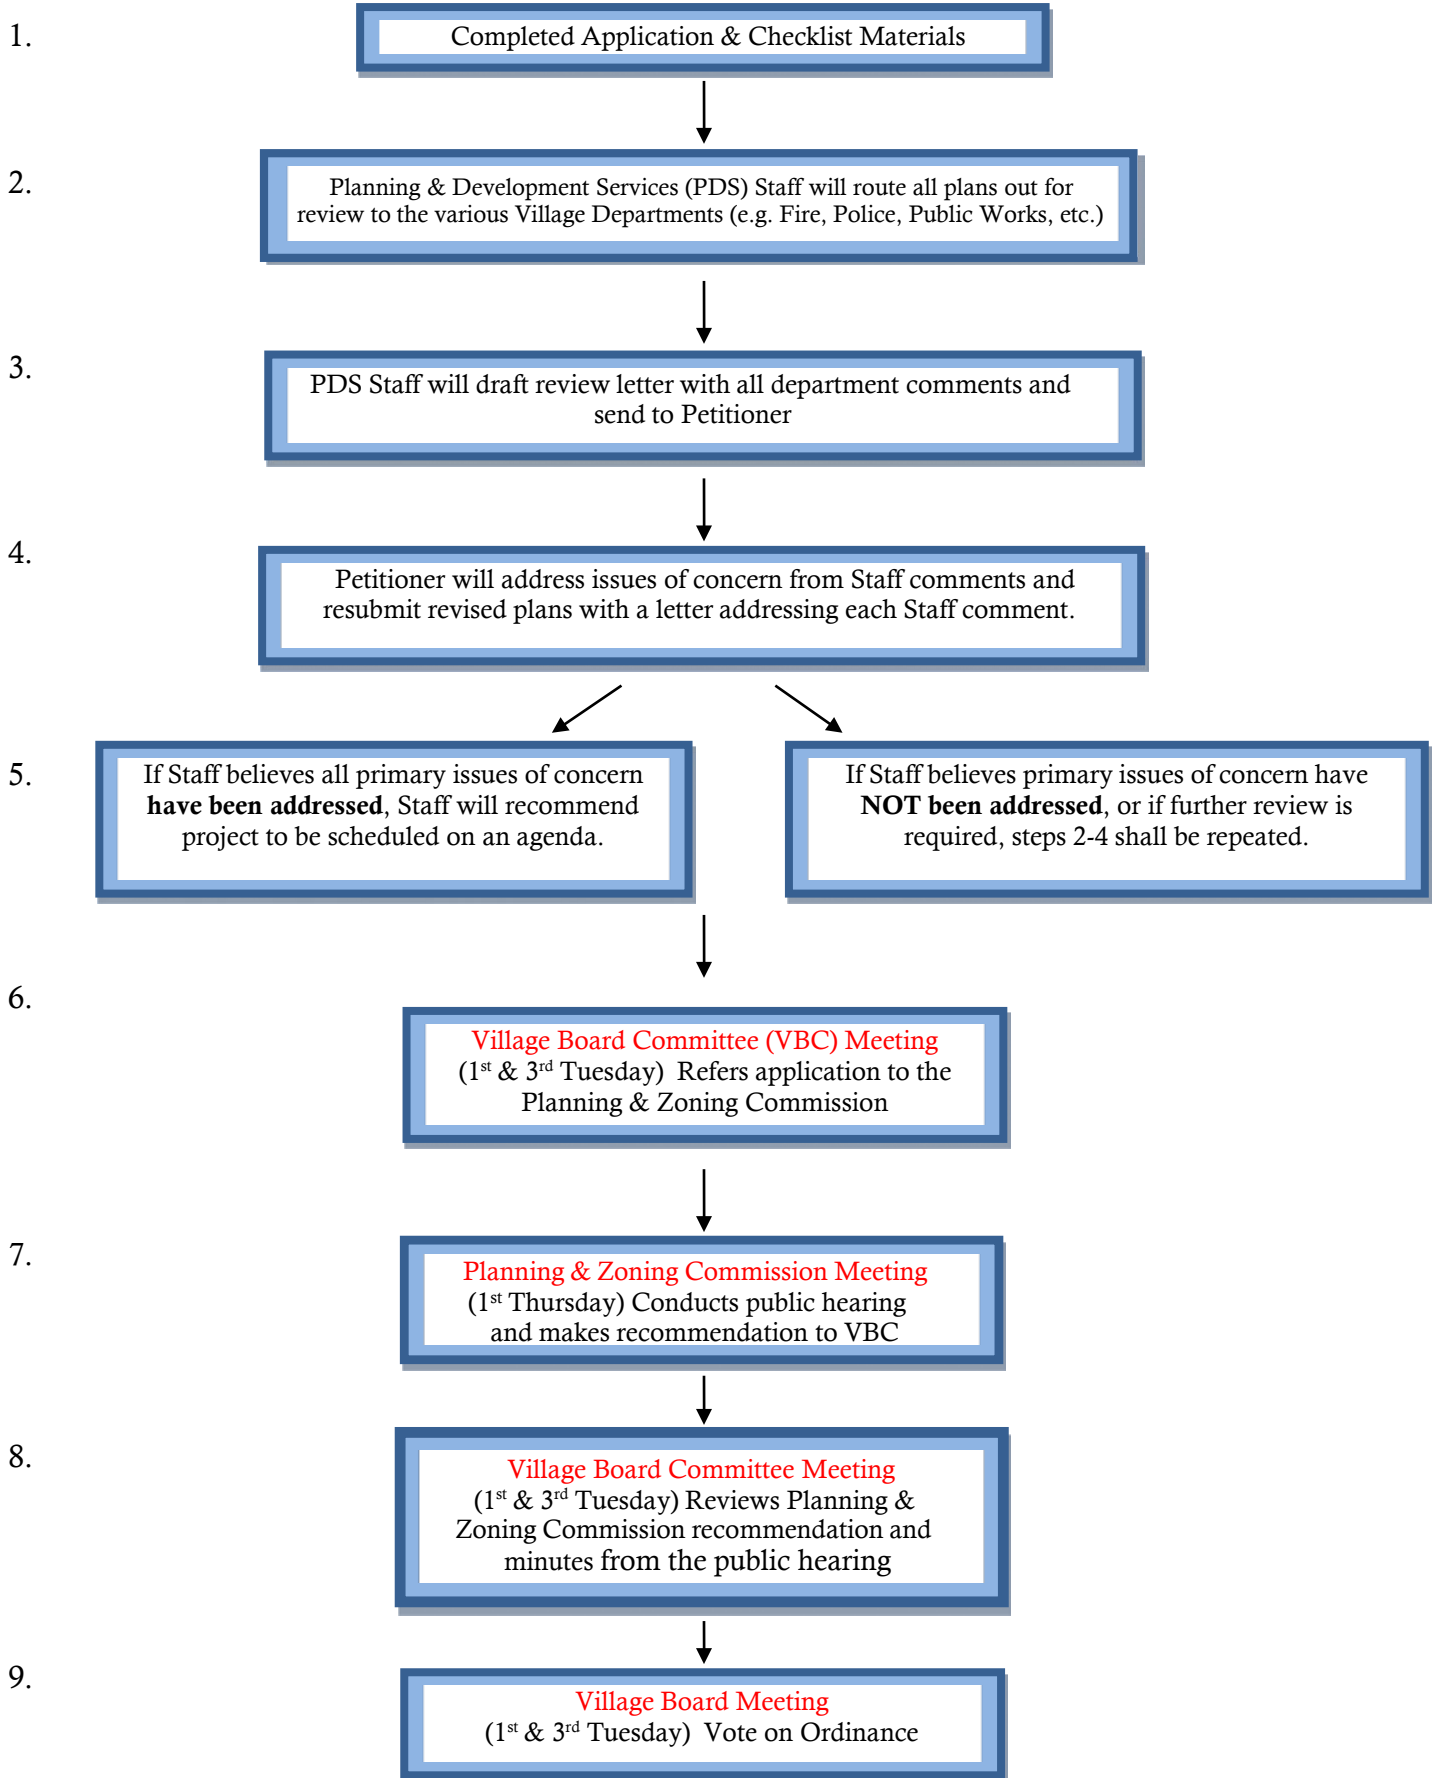 1.
Completed Application & Checklist Materials
2.
Planning & Development Services (PDS) Staff will route all plans out for
review to the various Village Departments (e.g. Fire, Police, Public Works, etc.)
3.
PDS Staff will draft review letter with all department comments and
send to Petitioner
4.
Petitioner will address issues of concern from Staff comments and
resubmit revised plans with a letter addressing each Staff comment.
5.
If Staff believes all primary issues of concern
have been addressed, Staff will recommend
project to be scheduled on an agenda.
If Staff believes primary issues of concern have
NOT been addressed, or if further review is
required, steps 2-4 shall be repeated.
6.
Village Board Committee (VBC) Meeting
(1st & 3rd Tuesday) Refers application to the
Planning & Zoning Commission
7.
Planning & Zoning Commission Meeting
(1st Thursday) Conducts public hearing
and makes recommendation to VBC
8.
Village Board Committee Meeting
(1st & 3rd Tuesday) Reviews Planning &
Zoning Commission recommendation and
minutes from the public hearing
9.
Village Board Meeting
(1st & 3rd Tuesday) Vote on Ordinance